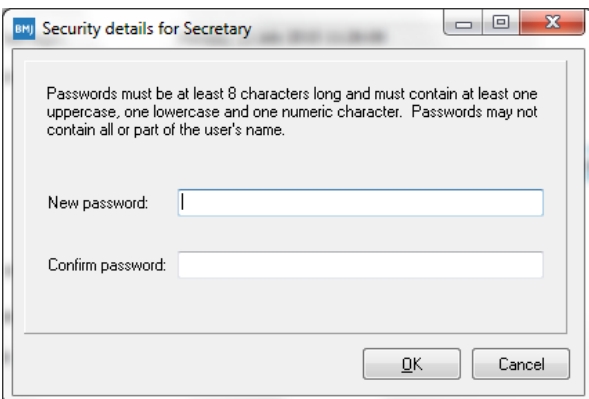 BMJ Security details for Secretary
Passwords must be at least 8 characters long and must contain at least one
uppercase, one lowercase and one numeric character. Passwords may not
contain all or part of the user's name.
New password:
Confirm password:
OK Cancel